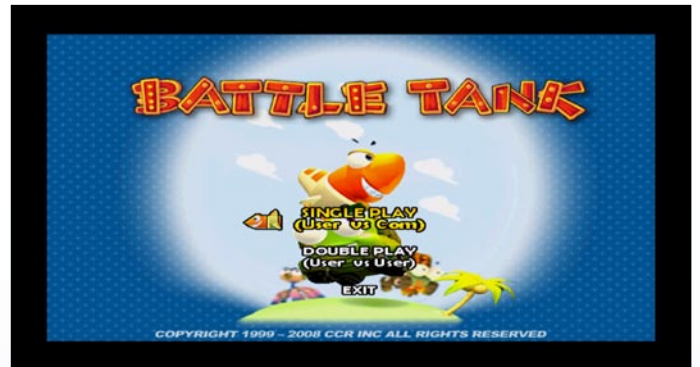 BATTLE TANK
SINGLE PLAY
(User vs Com)
DOUBLE PLAY
(User vs User)
EXIT
COPYRIGHT 1999 - 2008 CCR INC ALL RIGHTS RESERVED